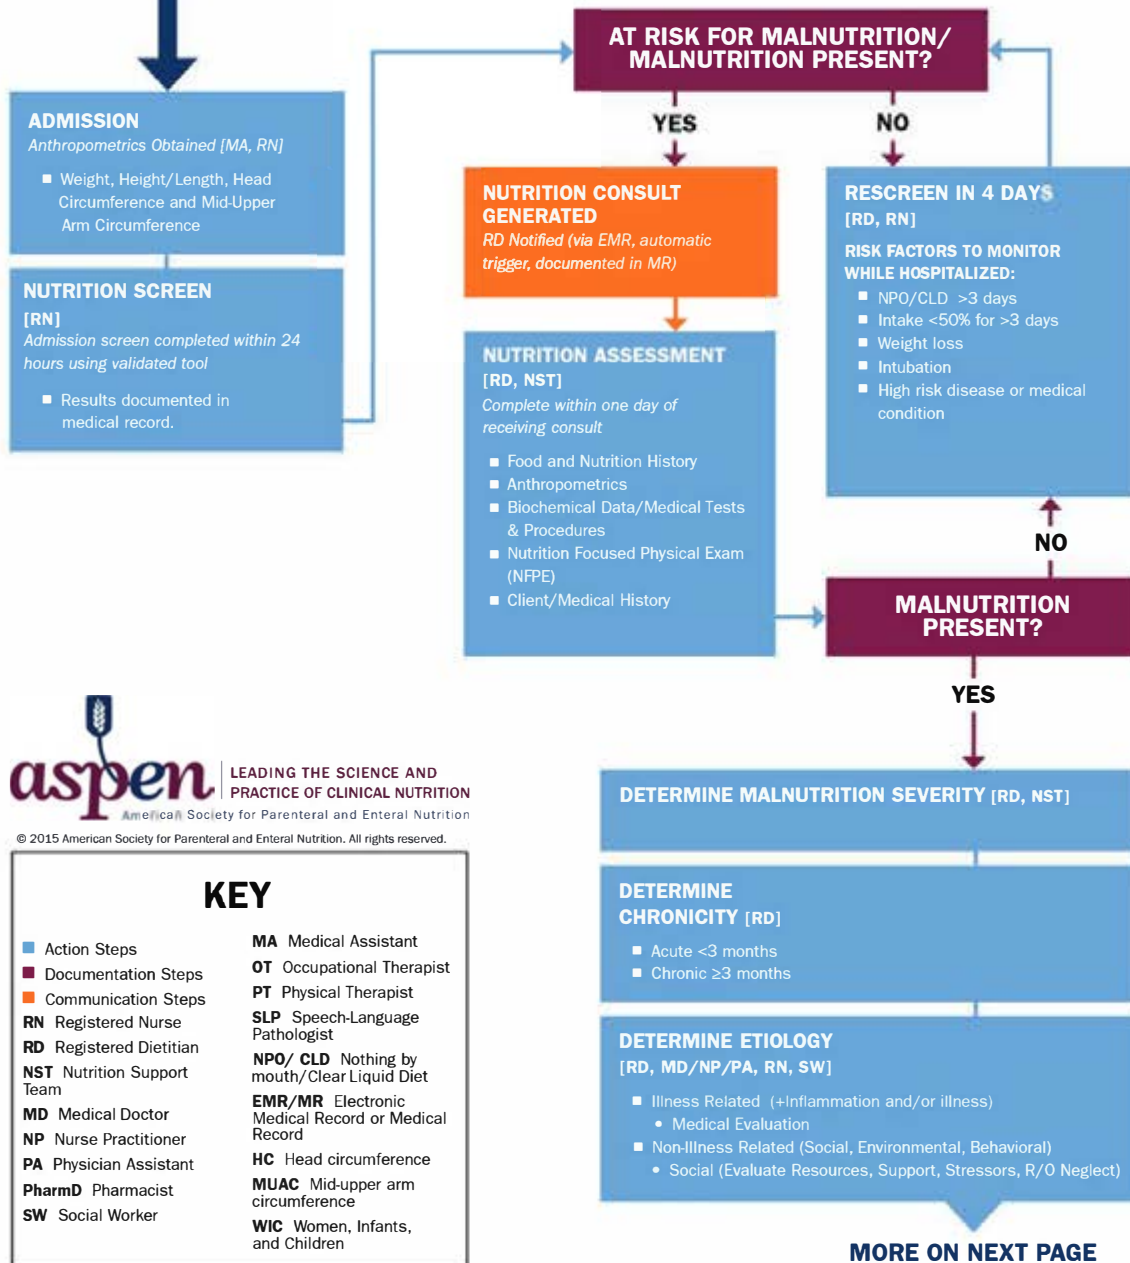 AT RISK FOR MALNUTRITION/
MALNUTRITION PRESENT?
YES
NO
ADMISSION
Anthropometrics Obtained [MA, RN]
■ Weight, Height/Length, Head
Circumference and Mid-Upper
Arm Circumference
NUTRITION SCREEN
[RN]
Admission screen completed within 24
hours using validated tool
■ Results documented in
medical record.
NUTRITION CONSULT
GENERATED
RD Notified (via EMR, automatic
trigger, documented in MR)
NUTRITION ASSESSMENT
[RD, NST]
Complete within one day of
receiving consult
■ Food and Nutrition History
■ Anthropometrics
■ Biochemical Data/Medical Tests
& Procedures
■ Nutrition Focused Physical Exam
(NFPE)
■ Client/Medical History
RESCREEN IN 4 DAYS
[RD, RN]
RISK FACTORS TO MONITOR
WHILE HOSPITALIZED:
■ NPO/CLD >3 days
■ Intake <50% for >3 days
■ Weight loss
■ Intubation
■ High risk disease or medical
condition
NO
MALNUTRITION
PRESENT?
YES
DETERMINE MALNUTRITION SEVERITY [RD, NST]
DETERMINE
CHRONICITY [RD]
■ Acute <3 months
■ Chronic ≥3 months
DETERMINE ETIOLOGY
[RD, MD/NP/PA, RN, SW]
■ Illness Related (+Inflammation and/or illness)
• Medical Evaluation
■ Non-Illness Related (Social, Environmental, Behavioral)
• Social (Evaluate Resources, Support, Stressors, R/O Neglect)
MORE ON NEXT PAGE
aspen
LEADING THE SCIENCE AND
PRACTICE OF CLINICAL NUTRITION
American Society for Parenteral and Enteral Nutrition
© 2015 American Society for Parenteral and Enteral Nutrition. All rights reserved.
KEY
■ Action Steps
■ Documentation Steps
■ Communication Steps
RN Registered Nurse
RD Registered Dietitian
NST Nutrition Support
Team
MD Medical Doctor
NP Nurse Practitioner
PA Physician Assistant
PharmD Pharmacist
SW Social Worker
MA Medical Assistant
OT Occupational Therapist
PT Physical Therapist
SLP Speech-Language
Pathologist
NPO/ CLD Nothing by
mouth/Clear Liquid Diet
EMR/MR Electronic
Medical Record or Medical
Record
HC Head circumference
MUAC Mid-upper arm
circumference
WIC Women, Infants,
and Children